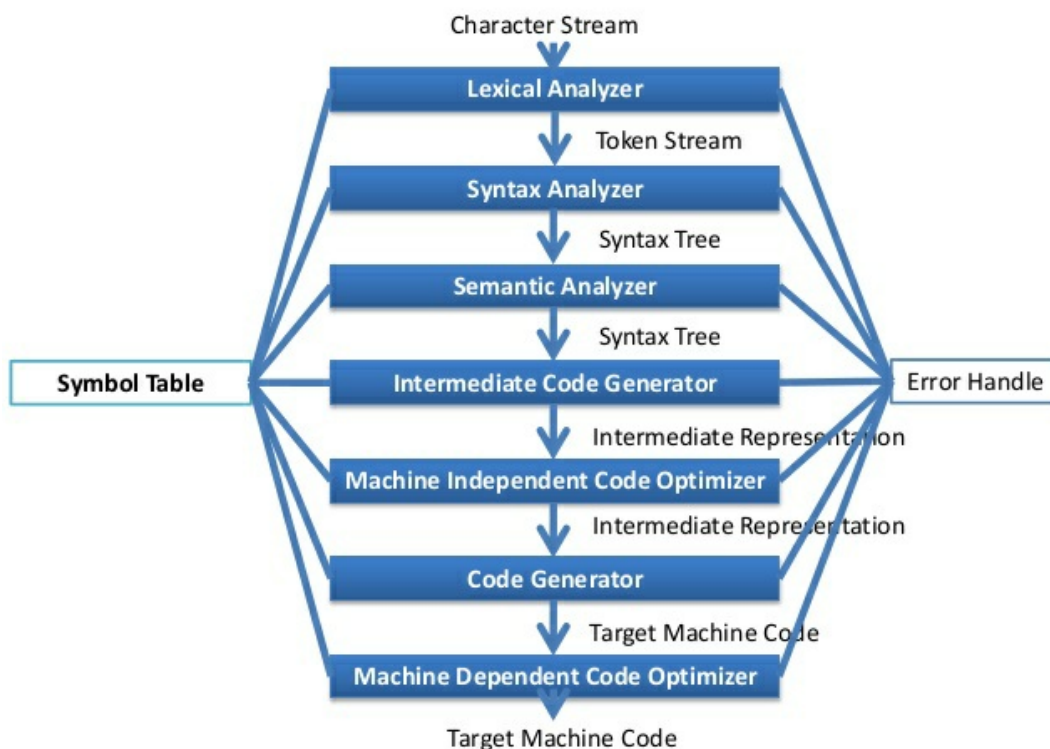 Character Stream
Lexical Analyzer
Token Stream
Syntax Analyzer
Syntax Tree
Semantic Analyzer
Syntax Tree
Symbol Table
Intermediate Code Generator
Error Handle
Intermediate Representation
Machine Independent Code Optimizer
Intermediate Representation
Code Generator
Target Machine Code
Machine Dependent Code Optimizer
Target Machine Code